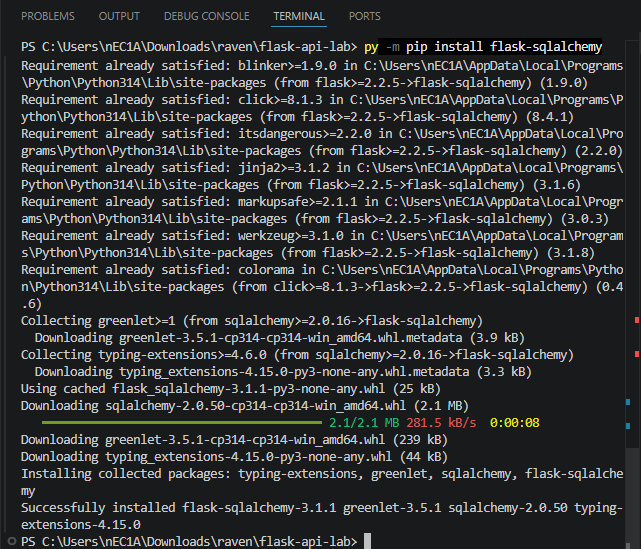 PROBLEMS OUTPUT DEBUG CONSOLE TERMINAL PORTS
PS C:\Users\nEC1A\Downloads\raven\flask-api-lab> py -m pip install flask-sqlalchemy
Requirement already satisfied: blinker>=1.9.0 in C:\Users\nEC1A\AppData\Local\Programs
\Python\Python314\Lib\site-packages (from flask>=2.2.5->flask-sqlalchemy) (1.9.0)
Requirement already satisfied: click>=8.1.3 in C:\Users\nEC1A\AppData\Local\Programs\P
ython\Python314\Lib\site-packages (from flask>=2.2.5->flask-sqlalchemy) (8.4.1)
Requirement already satisfied: itsdangerous>=2.2.0 in C:\Users\nEC1A\AppData\Local\Pro
grams\Python\Python314\Lib\site-packages (from flask>=2.2.5->flask-sqlalchemy) (2.2.0)
Requirement already satisfied: jinja2>=3.1.2 in C:\Users\nEC1A\AppData\Local\Programs\
Python\Python314\Lib\site-packages (from flask>=2.2.5->flask-sqlalchemy) (3.1.6)
Requirement already satisfied: markupsafe>=2.1.1 in C:\Users\nEC1A\AppData\Local\Progr
ams\Python\Python314\Lib\site-packages (from flask>=2.2.5->flask-sqlalchemy) (3.0.3)
Requirement already satisfied: werkzeug>=3.1.0 in C:\Users\nEC1A\AppData\Local\Program
s\Python\Python314\Lib\site-packages (from flask>=2.2.5->flask-sqlalchemy) (3.1.8)
Requirement already satisfied: colorama in C:\Users\nEC1A\AppData\Local\Programs\Pytho
n\Python314\Lib\site-packages (from click>=8.1.3->flask>=2.2.5->flask-sqlalchemy) (0.4
.6)
Collecting greenlet>=1 (from sqlalchemy>=2.0.16->flask-sqlalchemy)
  Downloading greenlet-3.5.1-cp314-cp314-win_amd64.whl.metadata (3.9 kB)
Collecting typing-extensions>=4.6.0 (from sqlalchemy>=2.0.16->flask-sqlalchemy)
  Downloading typing_extensions-4.15.0-py3-none-any.whl.metadata (3.3 kB)
Using cached flask_sqlalchemy-3.1.1-py3-none-any.whl (25 kB)
Downloading sqlalchemy-2.0.50-cp314-cp314-win_amd64.whl (2.1 MB)
2.1/2.1 MB 281.5 kB/s 0:00:08
Downloading greenlet-3.5.1-cp314-cp314-win_amd64.whl (239 kB)
Downloading typing_extensions-4.15.0-py3-none-any.whl (44 kB)
Installing collected packages: typing-extensions, greenlet, sqlalchemy, flask-sqlalche
my
Successfully installed flask-sqlalchemy-3.1.1 greenlet-3.5.1 sqlalchemy-2.0.50 typing-
extensions-4.15.0
PS C:\Users\nEC1A\Downloads\raven\flask-api-lab>